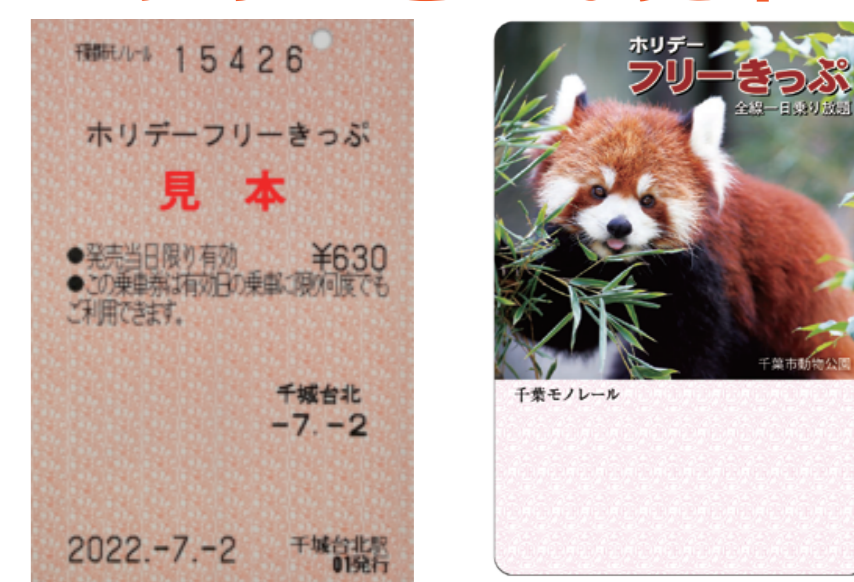 千葉都市モノレール 15426
ホリデーフリーきっぷ
見 本
●発売当日限り有効 ¥630
●この乗車券は有効日の乗車に限り何度でも
ご利用できます。
千城台北
-7.-2
2022.-7.-2 千城台北駅
01発行
ホリデー
フリーきっぷ
全線一日乗り放題
千葉市動物公園
千葉モノレール